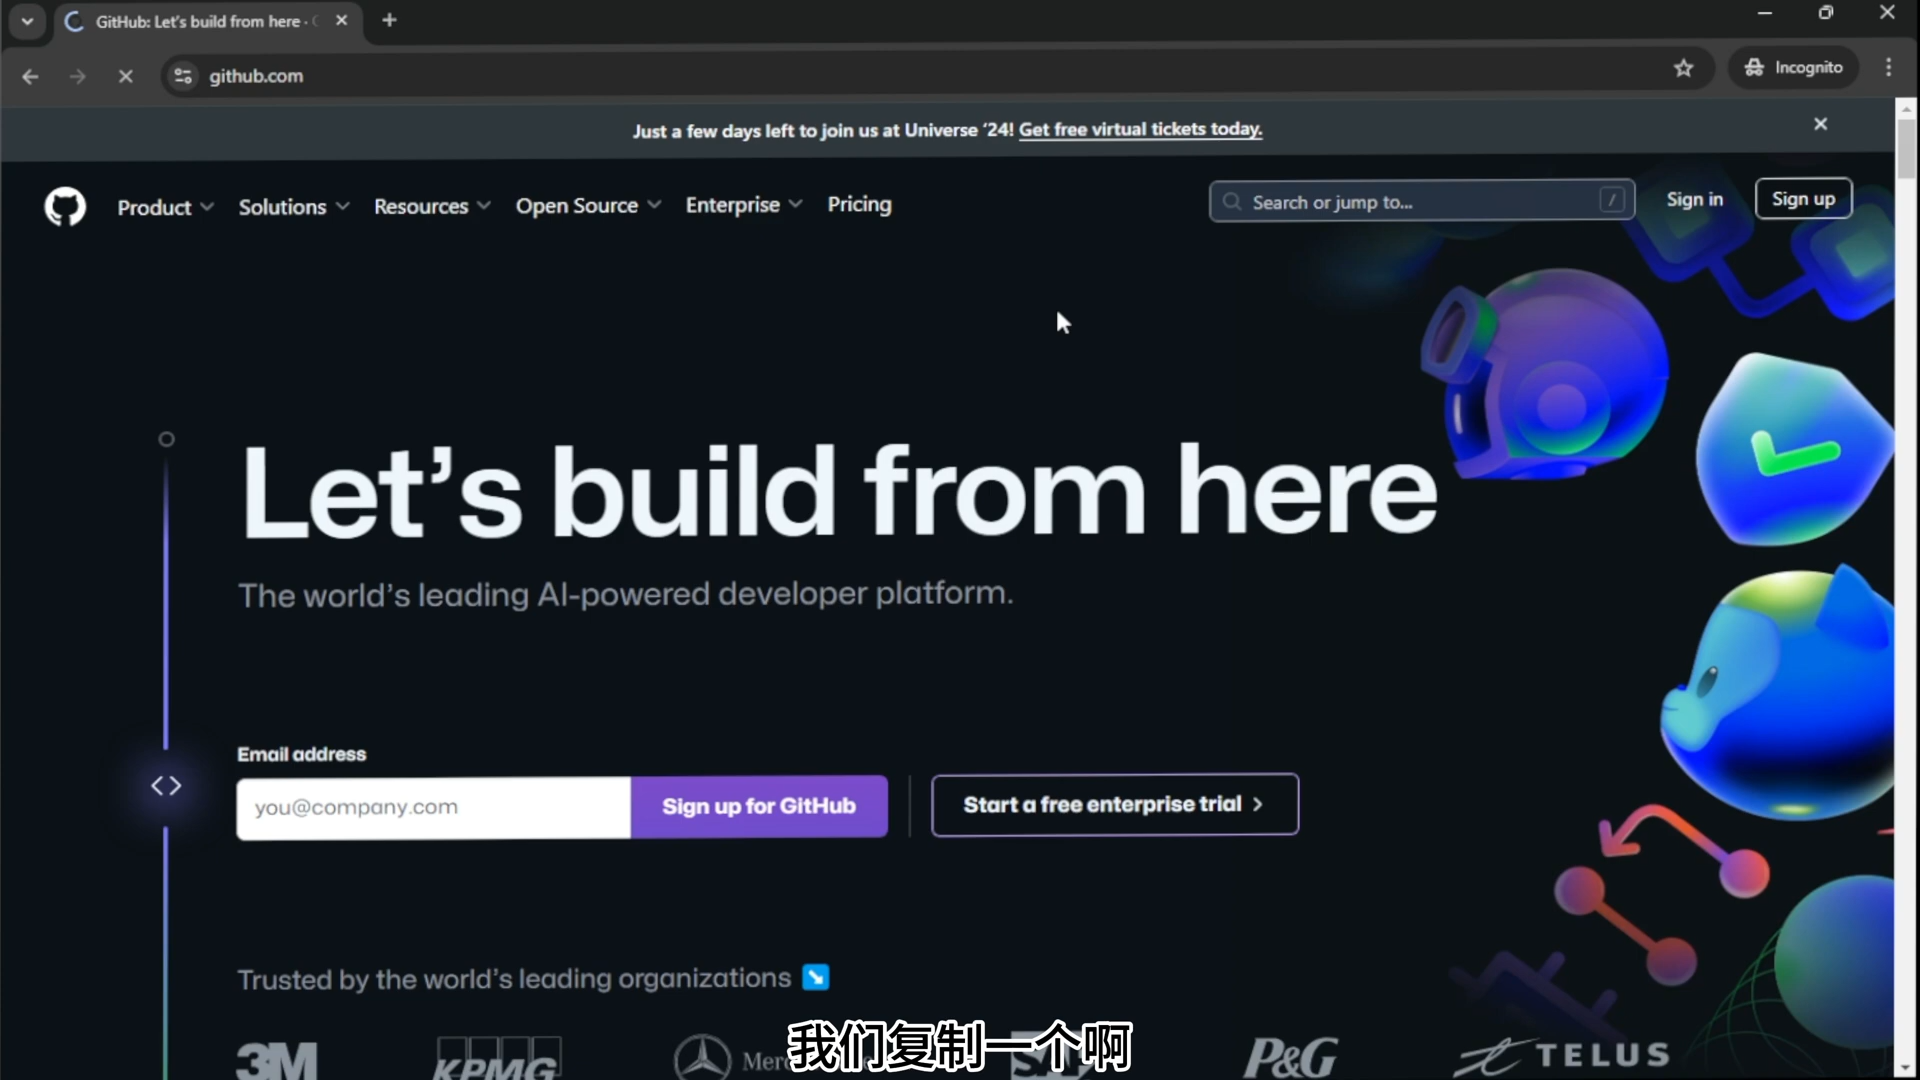 GitHub: Let's build from here ·
github.com
Incognito
Just a few days left to join us at Universe '24! Get free virtual tickets today.
Product
Solutions
Resources
Open Source
Enterprise
Pricing
Search or jump to...
/
Sign in
Sign up
Let's build from here
The world's leading AI-powered developer platform.
Email address
you@company.com
Sign up for GitHub
Start a free enterprise trial
Trusted by the world's leading organizations
3M
KPMG
P&G
TELUS
我们复制一个啊